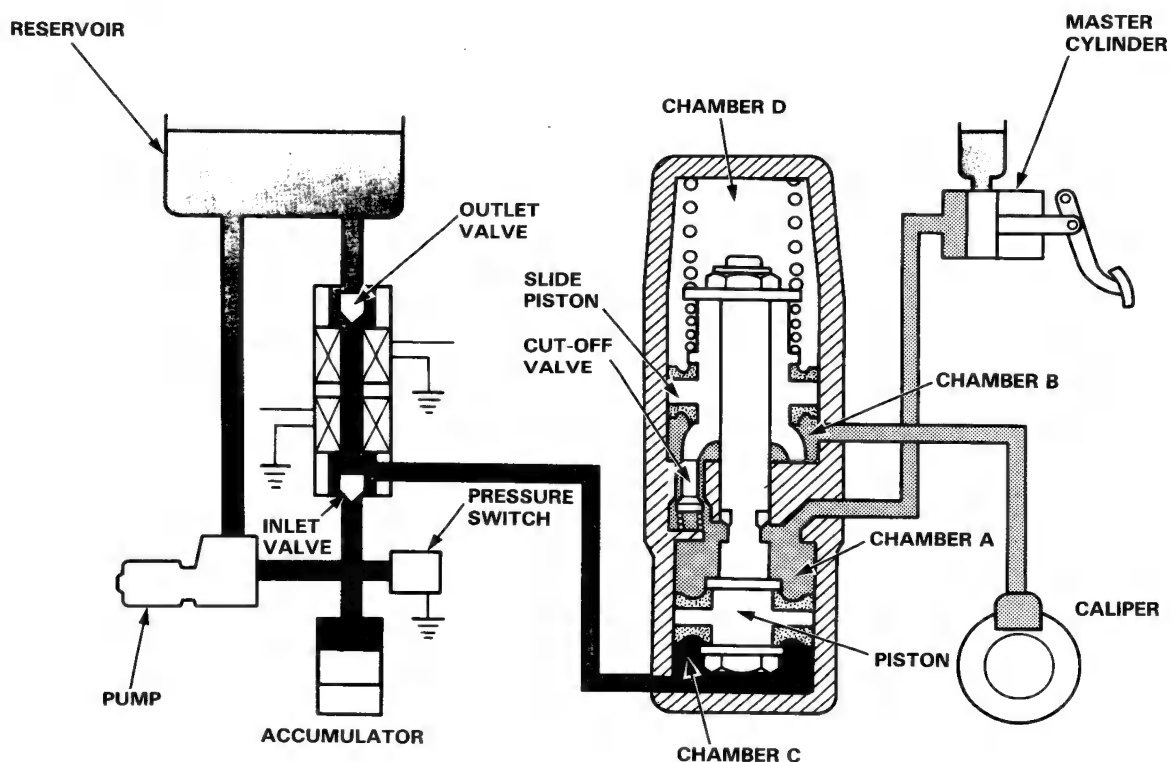 RESERVOIR
MASTER
CYLINDER
CHAMBER D
OUTLET
VALVE
SLIDE
PISTON
CUT-OFF
VALVE
CHAMBER B
PRESSURE
SWITCH
INLET
VALVE
CHAMBER A
CALIPER
PISTON
PUMP
ACCUMULATOR
CHAMBER C